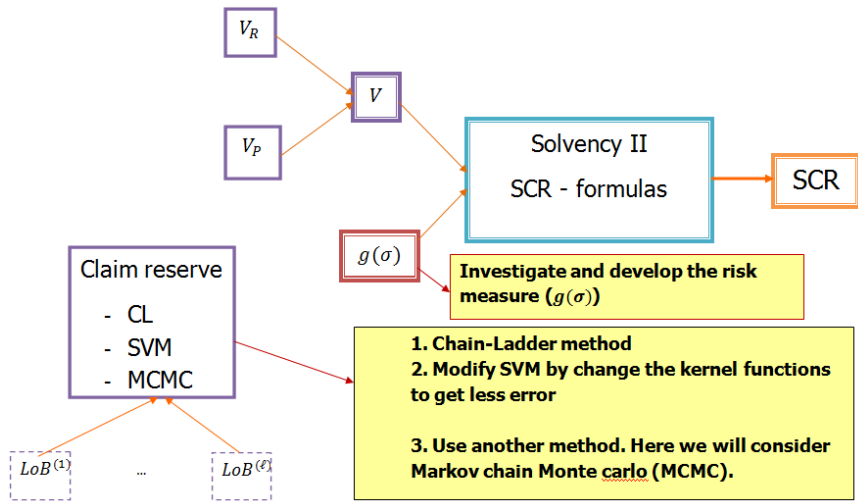 V_R
V
V_P
Solvency II
SCR - formulas
SCR
g(σ)
Investigate and develop the risk
measure (g(σ))
Claim reserve
- CL
- SVM
- MCMC
1. Chain-Ladder method
2. Modify SVM by change the kernel functions
to get less error
3. Use another method. Here we will consider
Markov chain Monte carlo (MCMC).
LoB^(1) ... LoB^(ℓ)